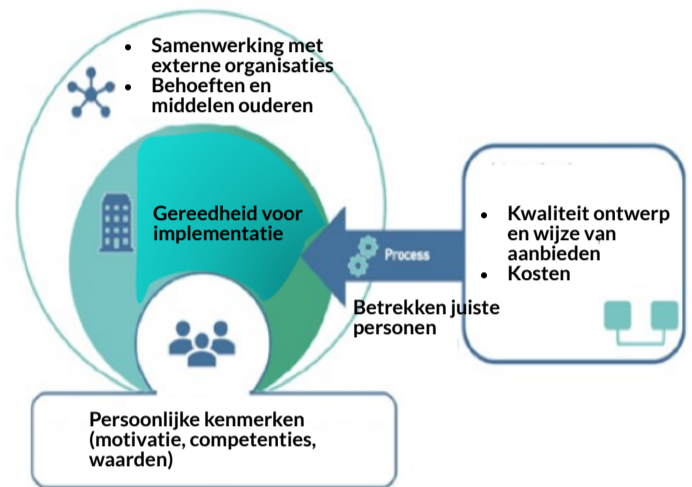 • Samenwerking met
externe organisaties
• Behoeften en
middelen ouderen
Gereedheid voor
implementatie
Process
Betrekken juiste
personen
• Kwaliteit ontwerp
en wijze van
aanbieden
• Kosten
Persoonlijke kenmerken
(motivatie, competenties,
waarden)